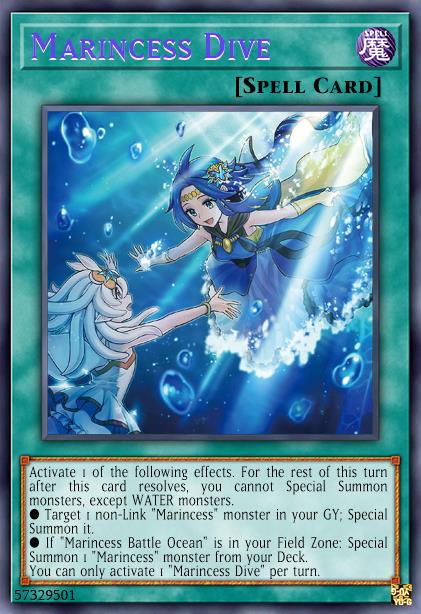 Marincess Dive
SPELL
魔
[Spell Card]
Activate 1 of the following effects. For the rest of this turn
after this card resolves, you cannot Special Summon
monsters, except WATER monsters.
● Target 1 non-Link "Marincess" monster in your GY; Special
Summon it.
● If "Marincess Battle Ocean" is in your Field Zone: Special
Summon 1 "Marincess" monster from your Deck.
You can only activate 1 "Marincess Dive" per turn.
57329501